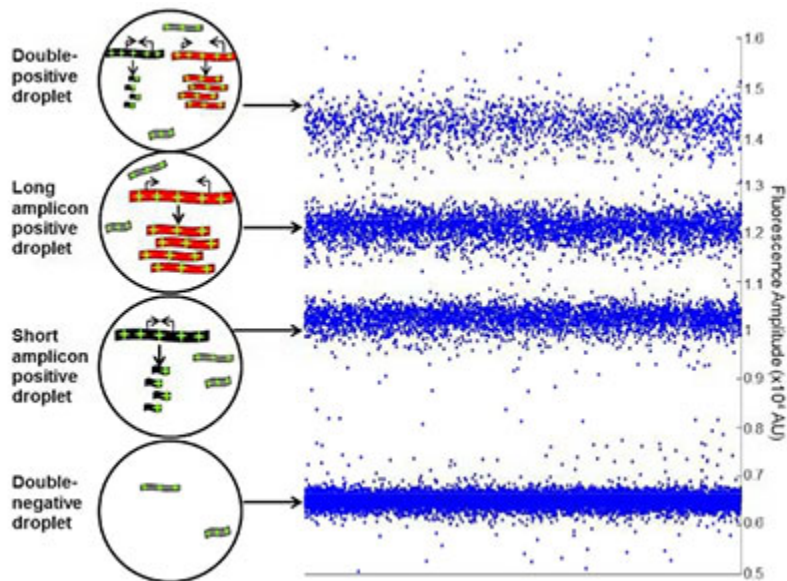 Double-
positive
droplet
Long
amplicon
positive
droplet
Short
amplicon
positive
droplet
Double-
negative
droplet
1.6
1.5
1.4
1.3
1.2
1.1
1
0.9
0.8
0.7
0.6
0.5
Fluorescence Amplitude (x10⁴ AU)